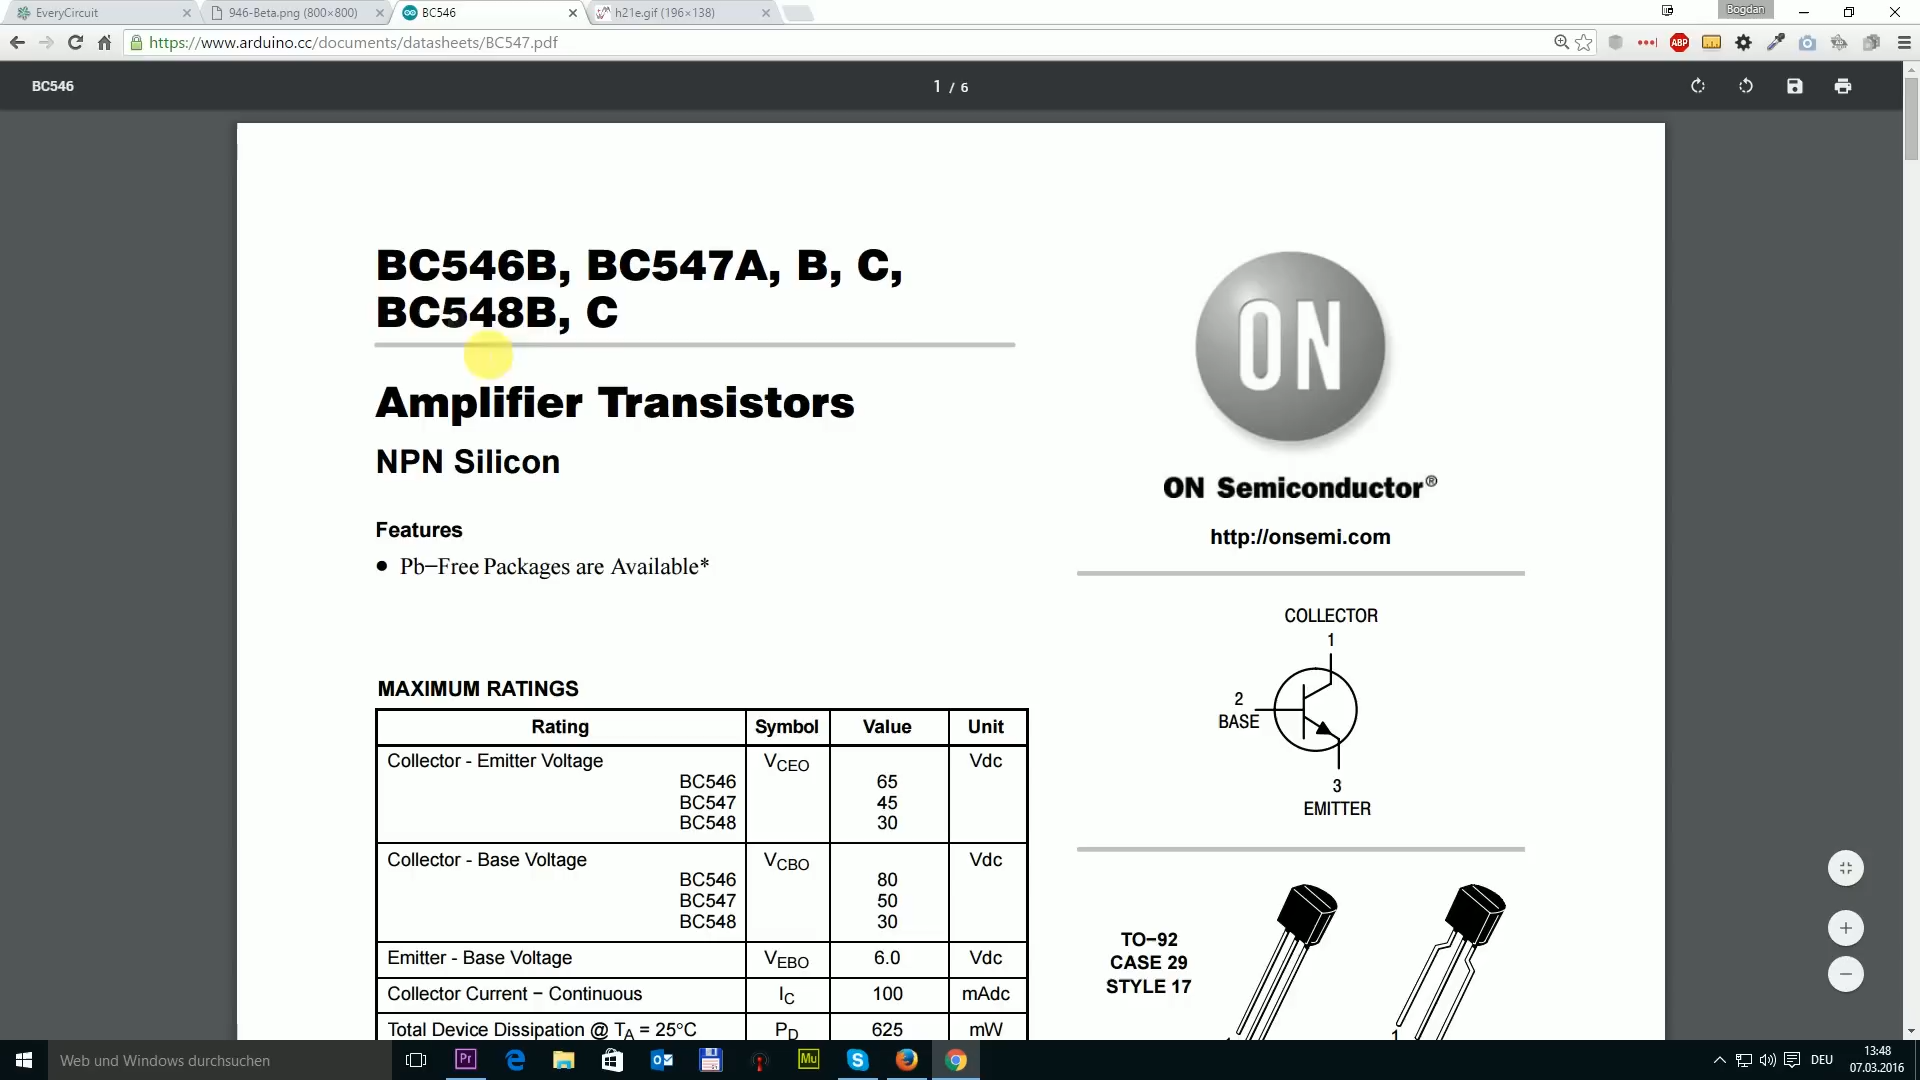 EveryCircuit
946-Beta.png (800×800)
BC546
h21e.gif (196×138)
Bogdan
https://www.arduino.cc/documents/datasheets/BC547.pdf
ABP
BC546
1 / 6
BC546B, BC547A, B, C,
BC548B, C
Amplifier Transistors
NPN Silicon
Features
• Pb−Free Packages are Available*
MAXIMUM RATINGS
Rating Symbol Value Unit
Collector - Emitter Voltage VCEO Vdc
BC546 65
BC547 45
BC548 30
Collector - Base Voltage VCBO Vdc
BC546 80
BC547 50
BC548 30
Emitter - Base Voltage VEBO 6.0 Vdc
Collector Current − Continuous IC 100 mAdc
Total Device Dissipation @ TA = 25°C PD 625 mW
ON
ON Semiconductor®
http://onsemi.com
COLLECTOR
1
2
BASE
3
EMITTER
TO−92
CASE 29
STYLE 17
1
Web und Windows durchsuchen
Pr
Mu
DEU
13:48
07.03.2016